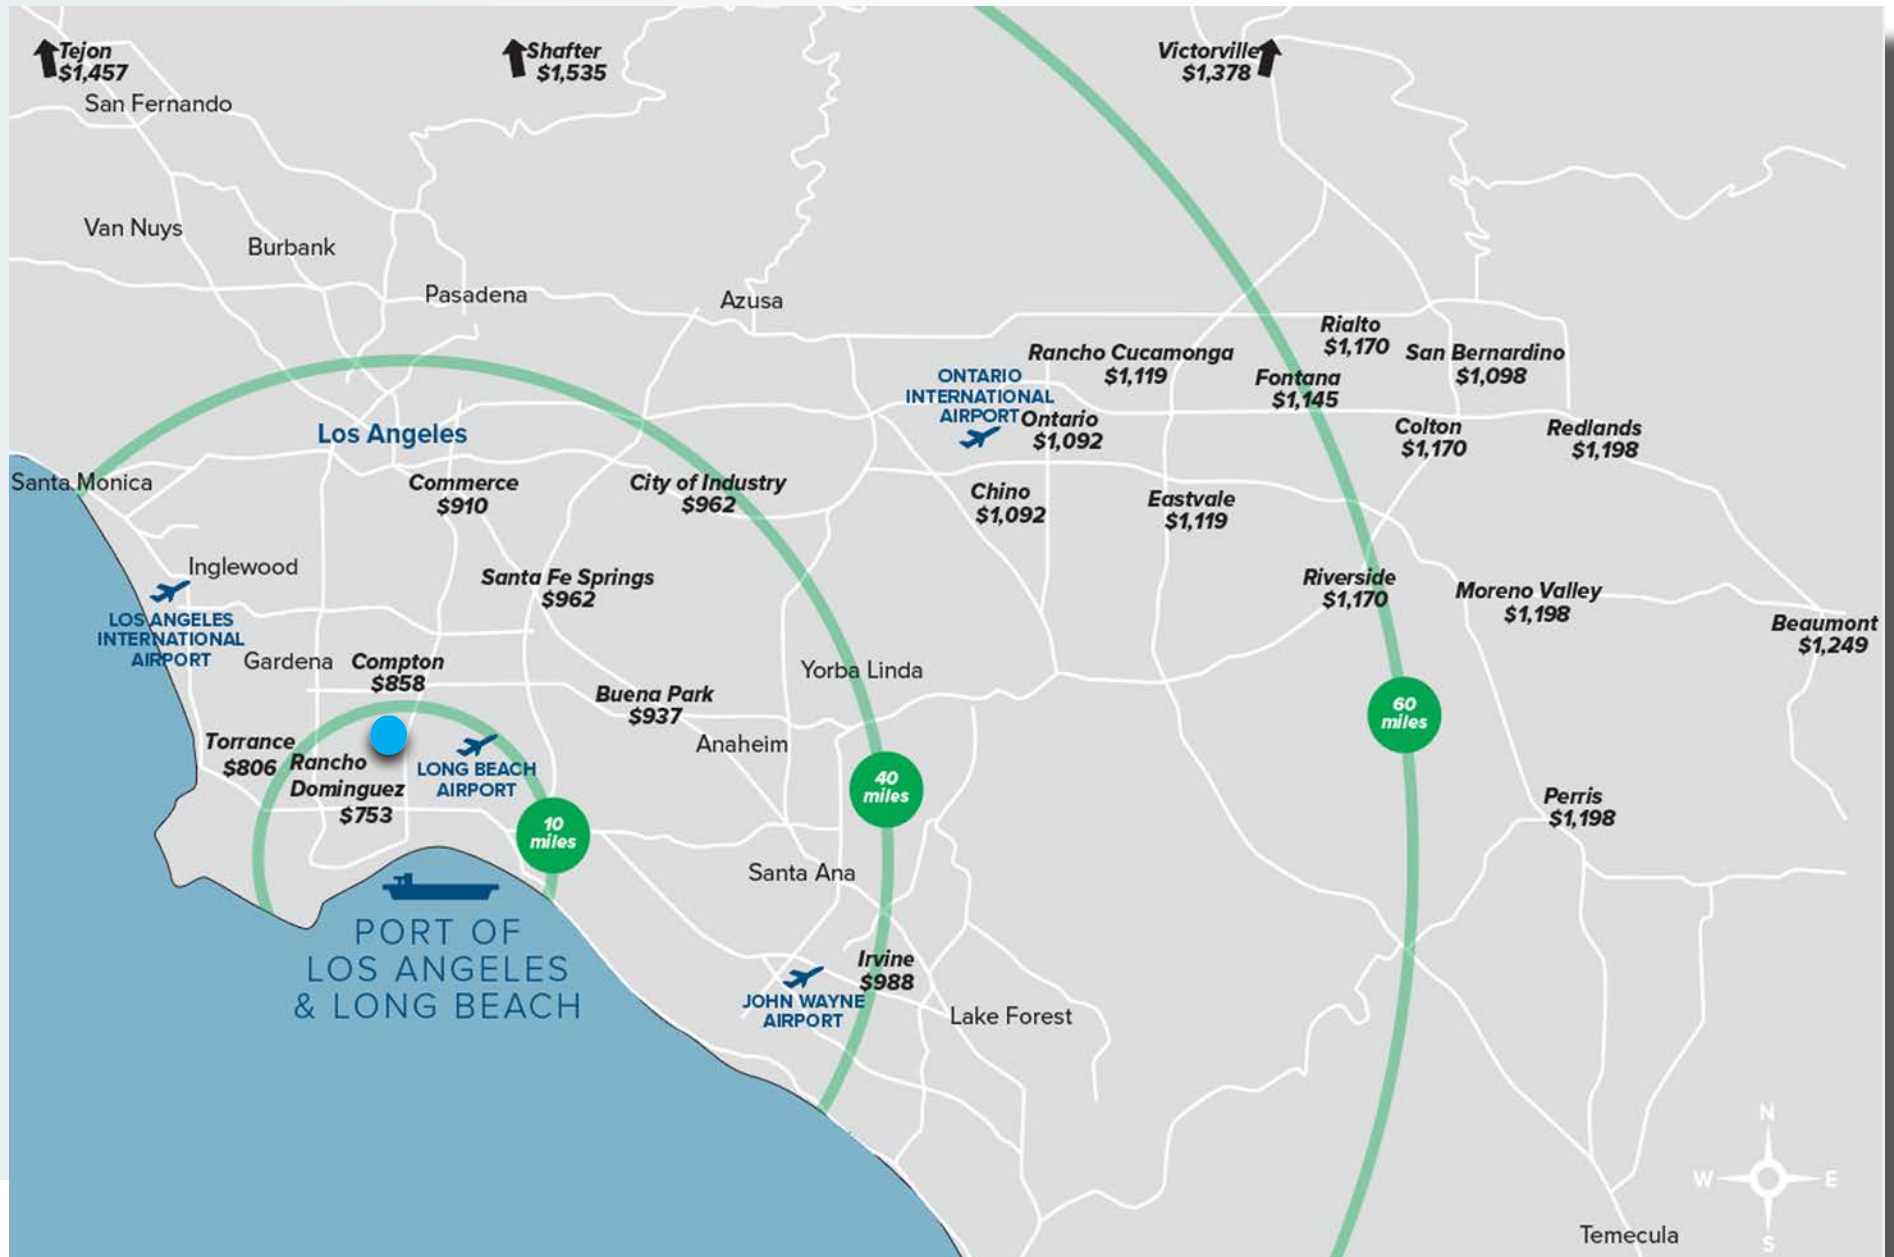 Tejon
$1,457
Shafter
$1,535
Victorville
$1,378
San Fernando
Van Nuys
Burbank
Pasadena
Azusa
Rialto
$1,170
Rancho Cucamonga
$1,119
San Bernardino
$1,098
ONTARIO
INTERNATIONAL
AIRPORT
Fontana
$1,145
Ontario
$1,092
Colton
$1,170
Redlands
$1,198
Los Angeles
Santa Monica
Commerce
$910
City of Industry
$962
Chino
$1,092
Eastvale
$1,119
Inglewood
Santa Fe Springs
$962
Riverside
$1,170
Moreno Valley
$1,198
LOS ANGELES
INTERNATIONAL
AIRPORT
Beaumont
$1,249
Gardena
Compton
$858
Yorba Linda
Buena Park
$937
60
miles
Torrance
$806
Rancho
Dominguez
$753
LONG BEACH
AIRPORT
Anaheim
40
miles
10
miles
Perris
$1,198
Santa Ana
PORT OF
LOS ANGELES
& LONG BEACH
Irvine
$988
JOHN WAYNE
AIRPORT
Lake Forest
N
W
E
S
Temecula